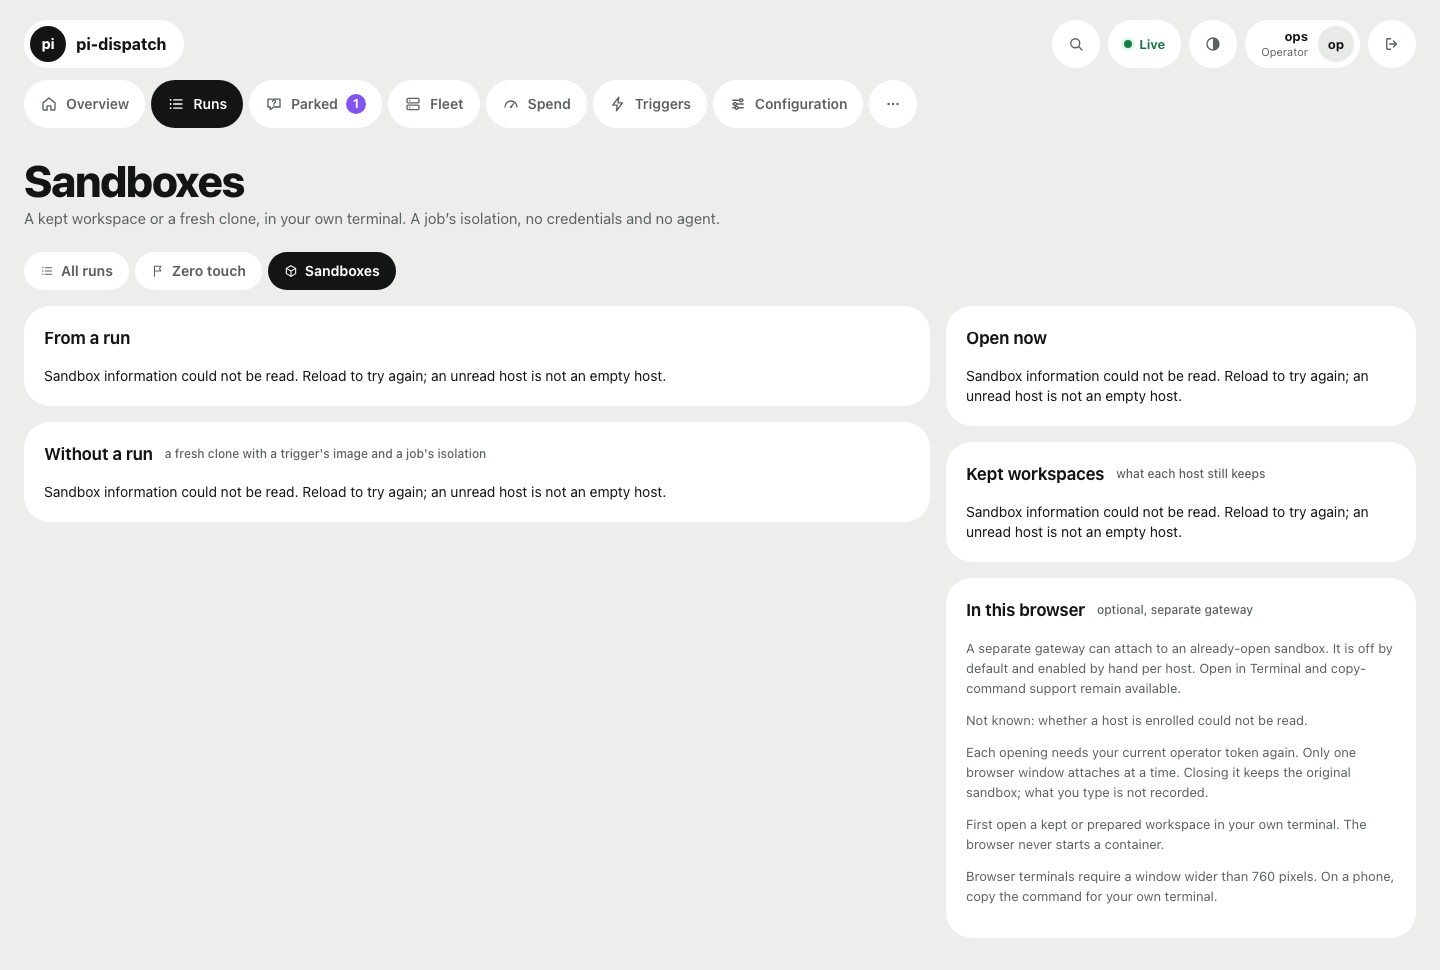 pi
pi-dispatch
Live
ops
Operator
op
Overview
Runs
Parked 1
Fleet
Spend
Triggers
Configuration
Sandboxes
A kept workspace or a fresh clone, in your own terminal. A job’s isolation, no credentials and no agent.
All runs
Zero touch
Sandboxes
From a run
Sandbox information could not be read. Reload to try again; an unread host is not an empty host.
Without a run a fresh clone with a trigger's image and a job's isolation
Sandbox information could not be read. Reload to try again; an unread host is not an empty host.
Open now
Sandbox information could not be read. Reload to try again; an
unread host is not an empty host.
Kept workspaces what each host still keeps
Sandbox information could not be read. Reload to try again; an
unread host is not an empty host.
In this browser optional, separate gateway
A separate gateway can attach to an already-open sandbox. It is off by
default and enabled by hand per host. Open in Terminal and copy-
command support remain available.
Not known: whether a host is enrolled could not be read.
Each opening needs your current operator token again. Only one
browser window attaches at a time. Closing it keeps the original
sandbox; what you type is not recorded.
First open a kept or prepared workspace in your own terminal. The
browser never starts a container.
Browser terminals require a window wider than 760 pixels. On a phone,
copy the command for your own terminal.